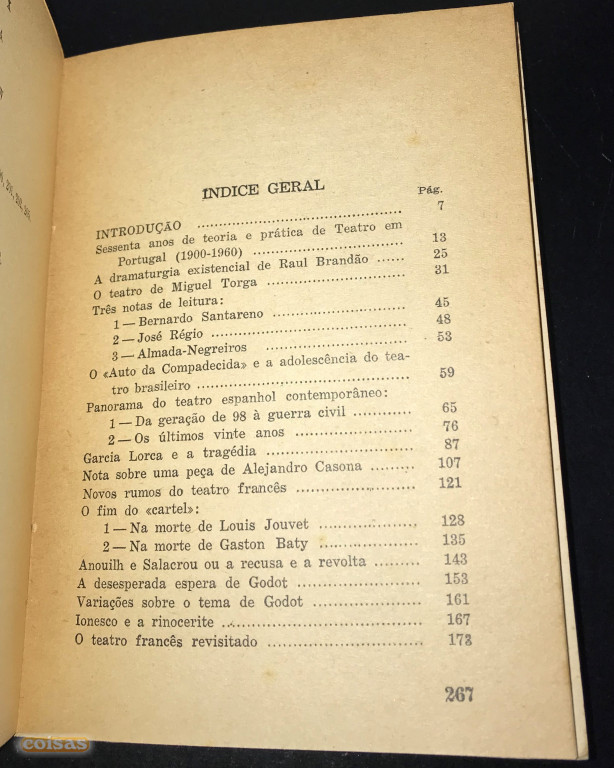 ÍNDICE GERAL
Pág.
INTRODUÇÃO ........ 7
Sessenta anos de teoria e prática de Teatro em
Portugal (1900-1960) ........ 13
A dramaturgia existencial de Raul Brandão ...... 25
O teatro de Miguel Torga ........ 31
Três notas de leitura:
1 — Bernardo Santareno ........ 45
2 — José Régio ........ 48
3 — Almada-Negreiros ........ 53
O «Auto da Compadecida» e a adolescência do tea-
tro brasileiro ........ 59
Panorama do teatro espanhol contemporâneo:
1 — Da geração de 98 à guerra civil ........ 65
2 — Os últimos vinte anos ........ 76
Garcia Lorca e a tragédia ........ 87
Nota sobre uma peça de Alejandro Casona ........ 107
Novos rumos do teatro francês ........ 121
O fim do «cartel»:
1 — Na morte de Louis Jouvet ........ 128
2 — Na morte de Gaston Baty ........ 135
Anouilh e Salacrou ou a recusa e a revolta ........ 143
A desesperada espera de Godot ........ 153
Variações sobre o tema de Godot ........ 161
Ionesco e a rinocerite ........ 167
O teatro francês revisitado ........ 173
267
coisas